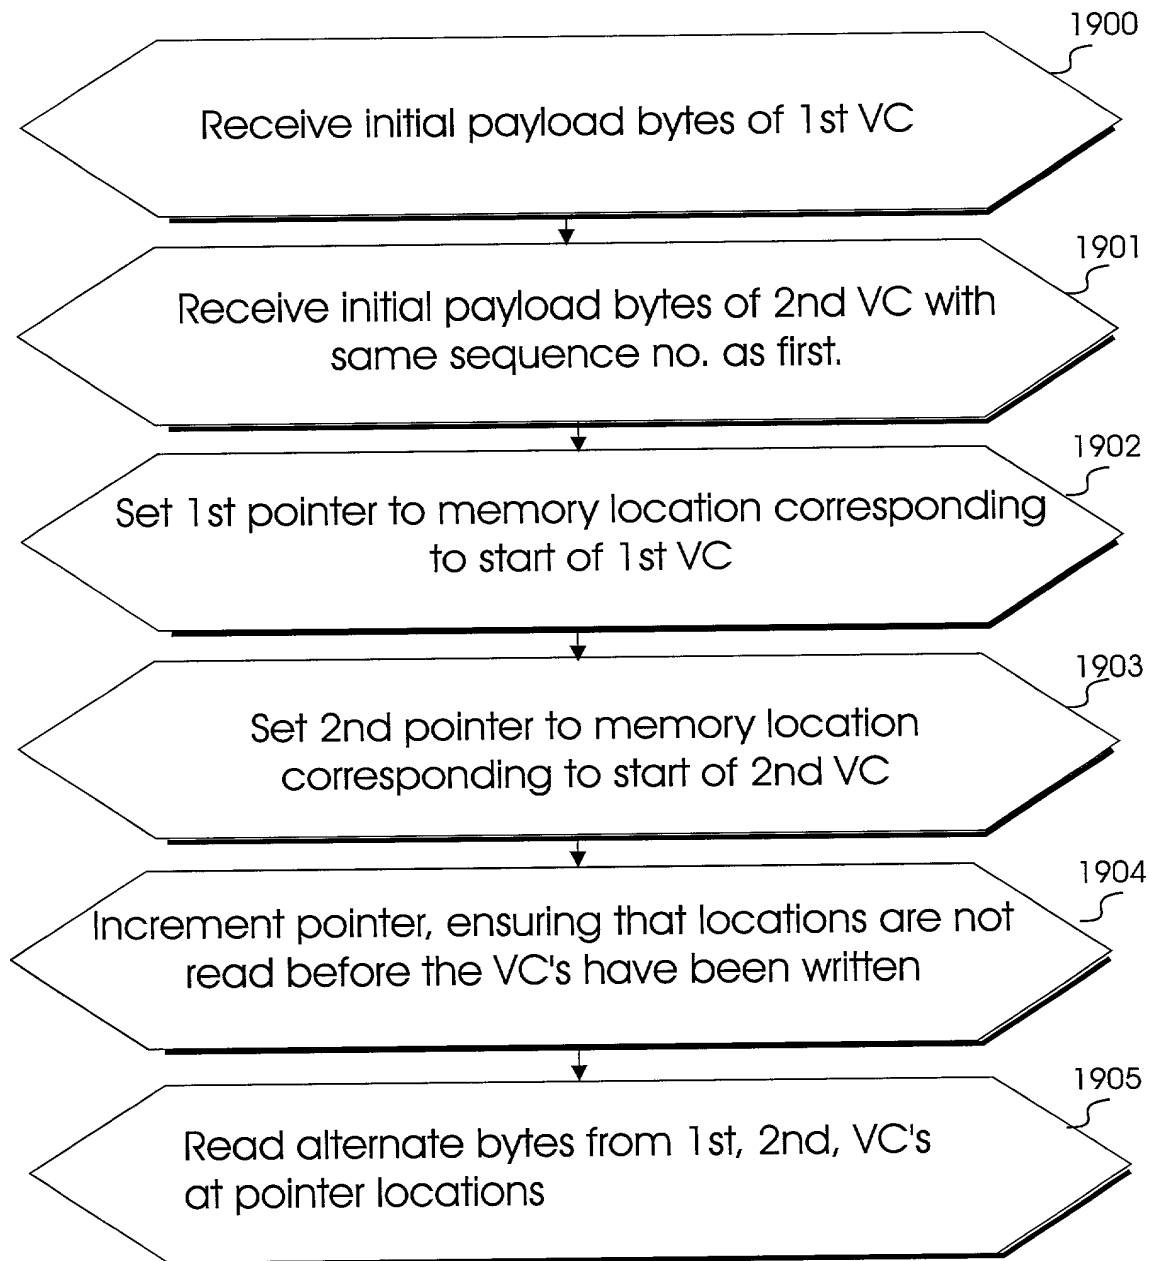 1900
Receive initial payload bytes of 1st VC
1901
Receive initial payload bytes of 2nd VC with
same sequence no. as first.
1902
Set 1st pointer to memory location corresponding
to start of 1st VC
1903
Set 2nd pointer to memory location
corresponding to start of 2nd VC
1904
Increment pointer, ensuring that locations are not
read before the VC's have been written
1905
Read alternate bytes from 1st, 2nd, VC's
at pointer locations